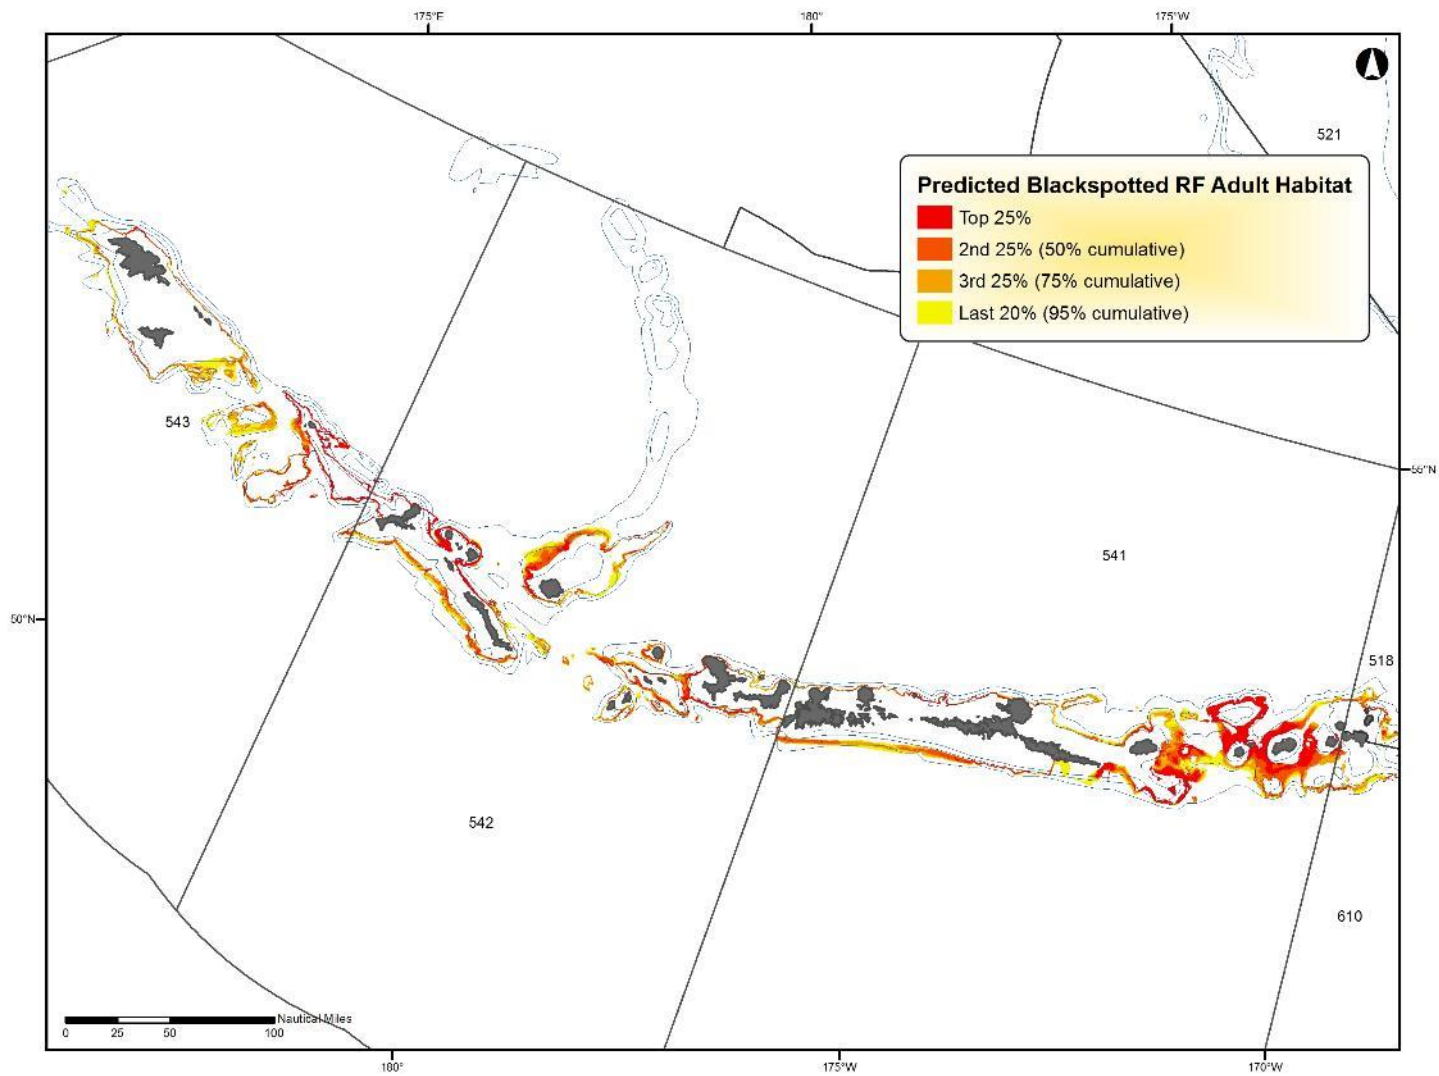 175°E 180° 175°W
521
Predicted Blackspotted RF Adult Habitat
Top 25%
2nd 25% (50% cumulative)
3rd 25% (75% cumulative)
Last 20% (95% cumulative)
543
55°N
541
50°N
518
542
610
Nautical Miles
0 25 50 100
180° 175°W 170°W